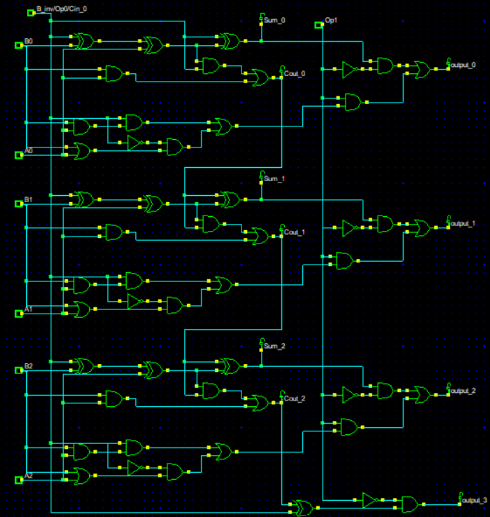 B_inv/Op0/Cin_0
Sum_0
Op1
B0
output_0
Cout_0
A0
Sum_1
B1
output_1
Cout_1
A1
Sum_2
B2
output_2
Cout_2
A2
output_3